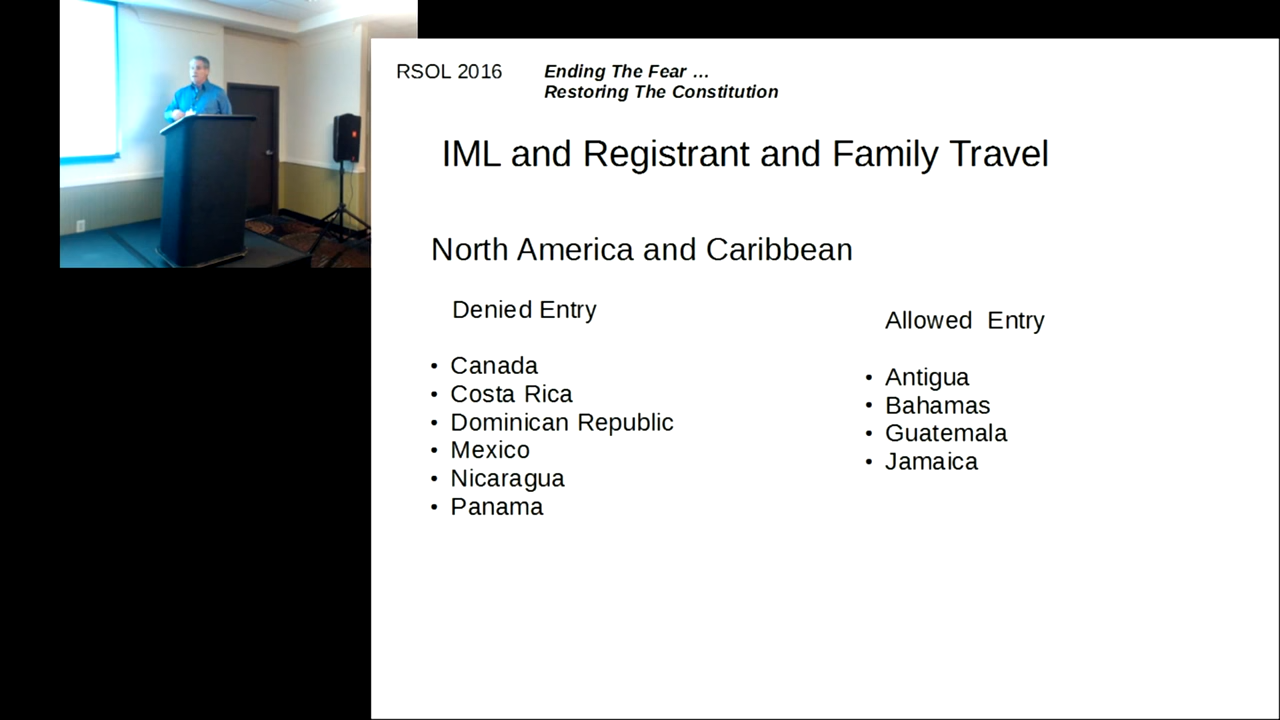 RSOL 2016
Ending The Fear ...
Restoring The Constitution
IML and Registrant and Family Travel
North America and Caribbean
Denied Entry
• Canada
• Costa Rica
• Dominican Republic
• Mexico
• Nicaragua
• Panama
Allowed Entry
• Antigua
• Bahamas
• Guatemala
• Jamaica